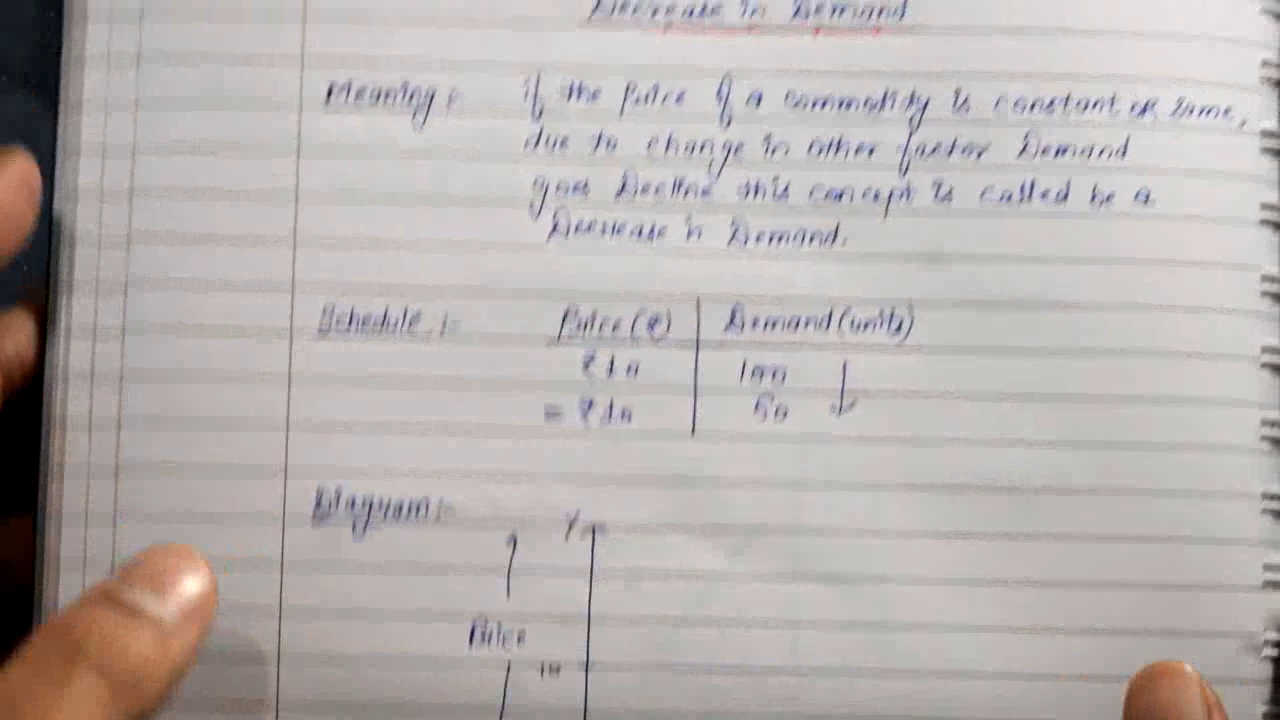 Decrease in Demand
Meaning :- if the Price of a commodity is constant or same,
due to change in other factor Demand
goes Decline this concept is called be a
Decrease in Demand.
Schedule :- Price (₹) Demand (units)
₹ 10 100
= ₹ 10 50
Diagram :- Y
Price
10